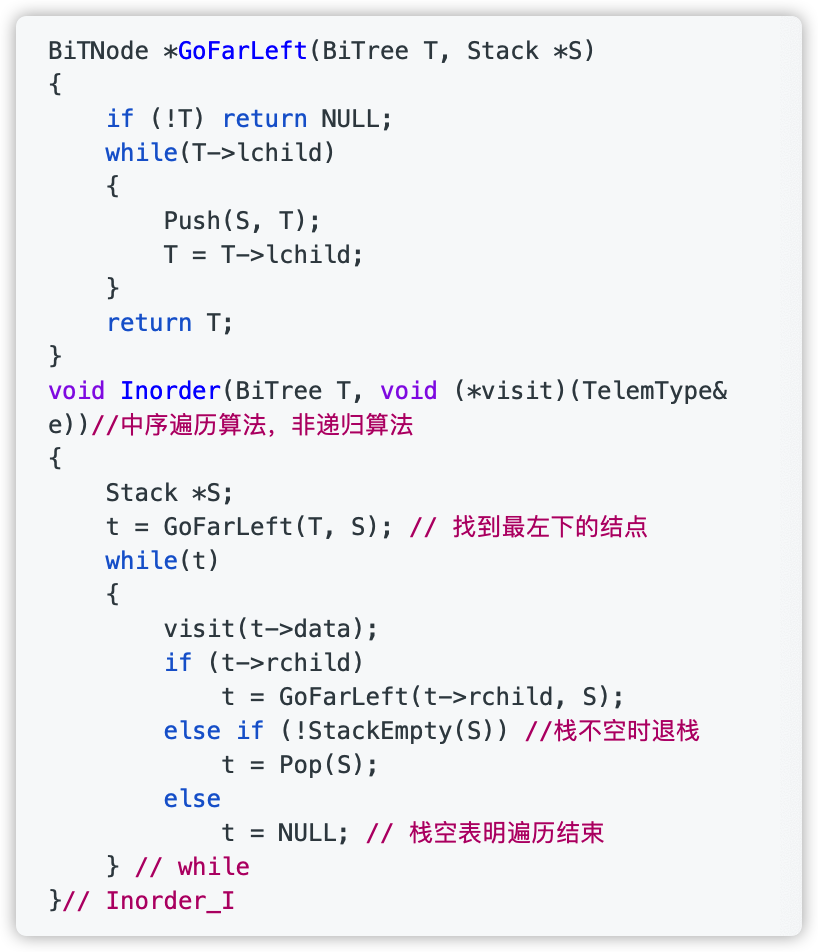 BiTNode *GoFarLeft(BiTree T, Stack *S)
{
    if (!T) return NULL;
    while(T->lchild)
    {
        Push(S, T);
        T = T->lchild;
    }
    return T;
}
void Inorder(BiTree T, void (*visit)(TelemType&
e))//中序遍历算法，非递归算法
{
    Stack *S;
    t = GoFarLeft(T, S); // 找到最左下的结点
    while(t)
    {
        visit(t->data);
        if (t->rchild)
            t = GoFarLeft(t->rchild, S);
        else if (!StackEmpty(S)) //栈不空时退栈
            t = Pop(S);
        else
            t = NULL; // 栈空表明遍历结束
    } // while
}// Inorder_I